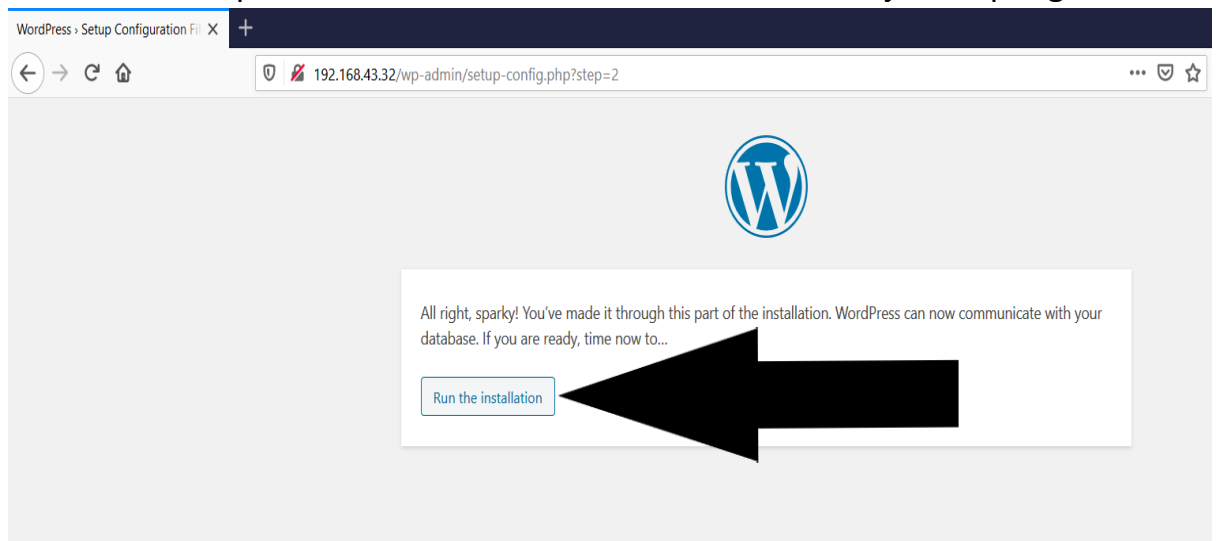 WordPress › Setup Configuration Fil
192.168.43.32/wp-admin/setup-config.php?step=2
All right, sparky! You've made it through this part of the installation. WordPress can now communicate with your
database. If you are ready, time now to...
Run the installation